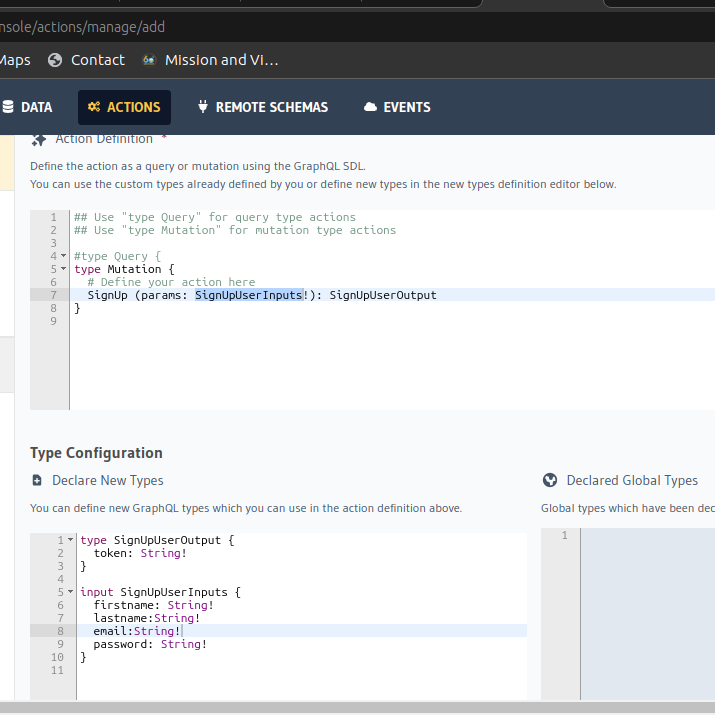 nsole/actions/manage/add
Maps Contact Mission and Vi...
DATA ACTIONS REMOTE SCHEMAS EVENTS
Action Definition *
Define the action as a query or mutation using the GraphQL SDL.
You can use the custom types already defined by you or define new types in the new types definition editor below.
1 ## Use "type Query" for query type actions
2 ## Use "type Mutation" for mutation type actions
3
4 #type Query {
5 type Mutation {
6 # Define your action here
7 SignUp (params: SignUpUserInputs!): SignUpUserOutput
8 }
9
Type Configuration
Declare New Types
You can define new GraphQL types which you can use in the action definition above.
1 type SignUpUserOutput {
2 token: String!
3 }
4
5 input SignUpUserInputs {
6 firstname: String!
7 lastname:String!
8 email:String!
9 password: String!
10 }
11
Declared Global Types
Global types which have been dec
1